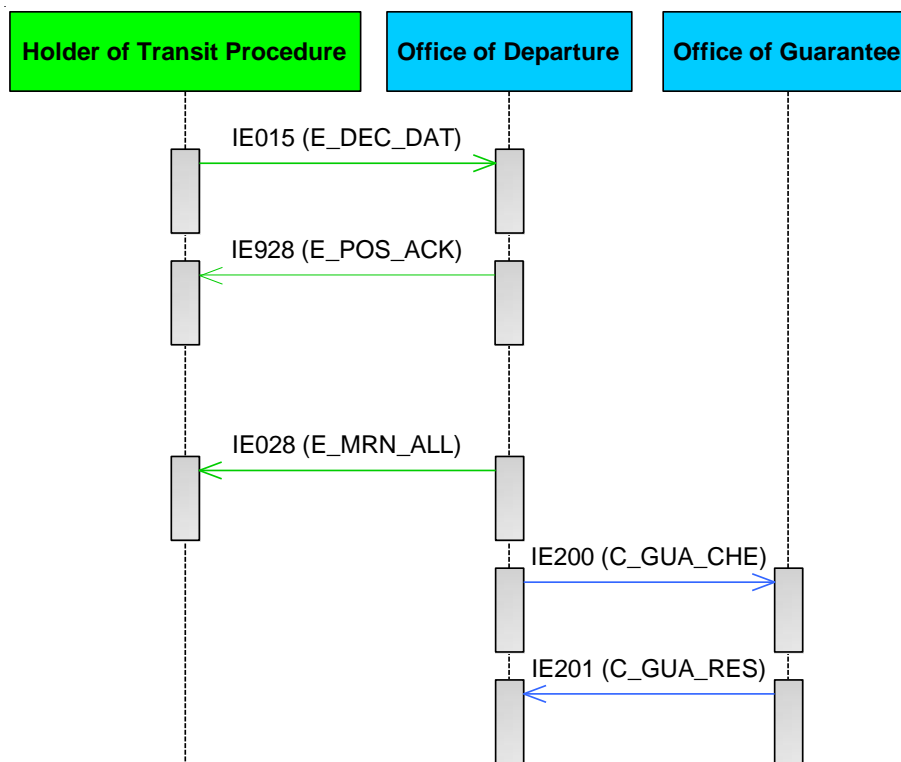 Holder of Transit Procedure
Office of Departure
Office of Guarantee
IE015 (E_DEC_DAT)
IE928 (E_POS_ACK)
IE028 (E_MRN_ALL)
IE200 (C_GUA_CHE)
IE201 (C_GUA_RES)